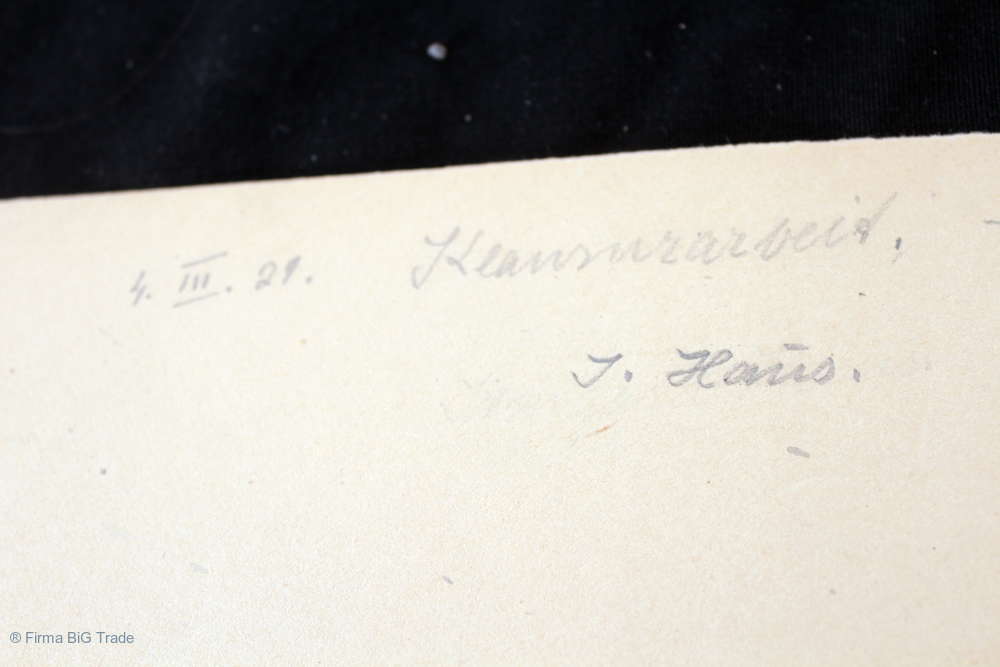 4. III. 21. Klausurarbeit.
J. Haus.
® Firma BiG Trade